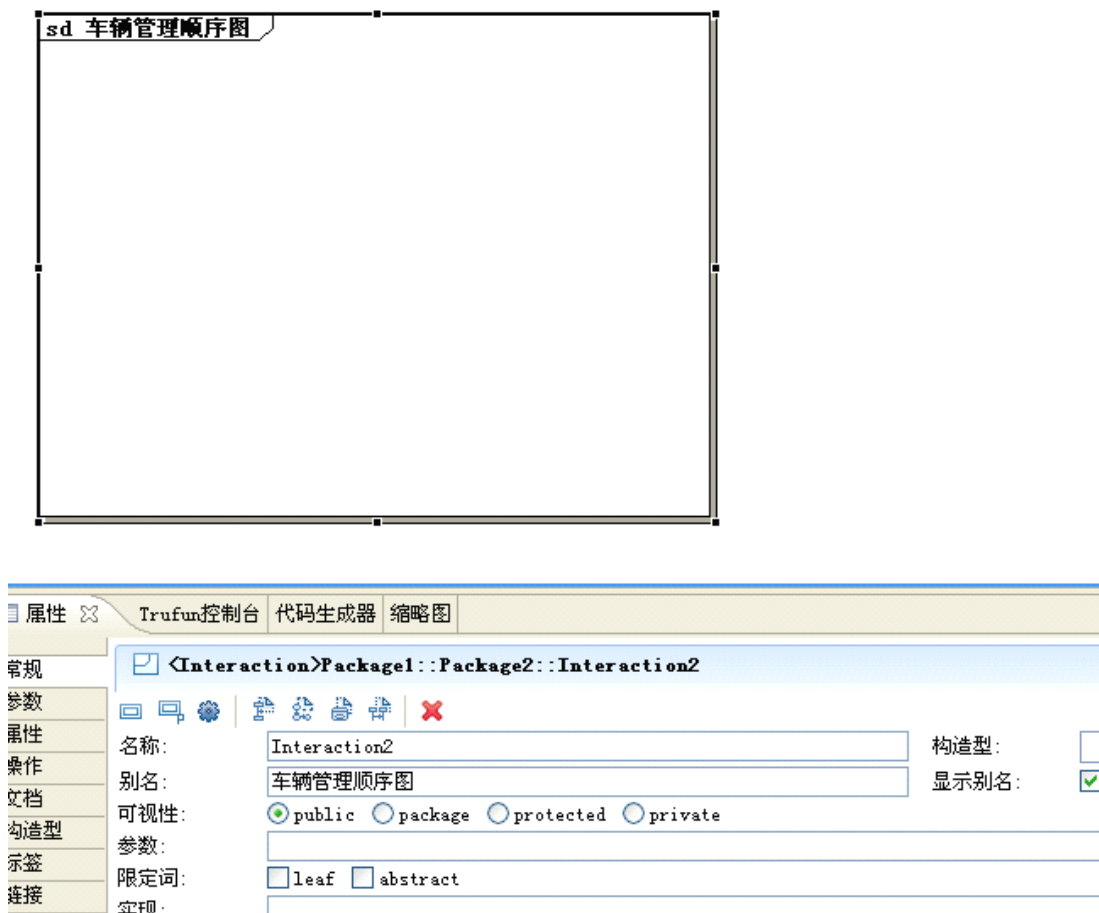 sd 车辆管理顺序图
属性 Trufun控制台 代码生成器 缩略图
常规 <Interaction>Package1::Package2::Interaction2
参数
属性
操作
文档
构造型
标签
链接
名称: Interaction2 构造型:
别名: 车辆管理顺序图 显示别名:
可视性: public package protected private
参数:
限定词: leaf abstract
实现: